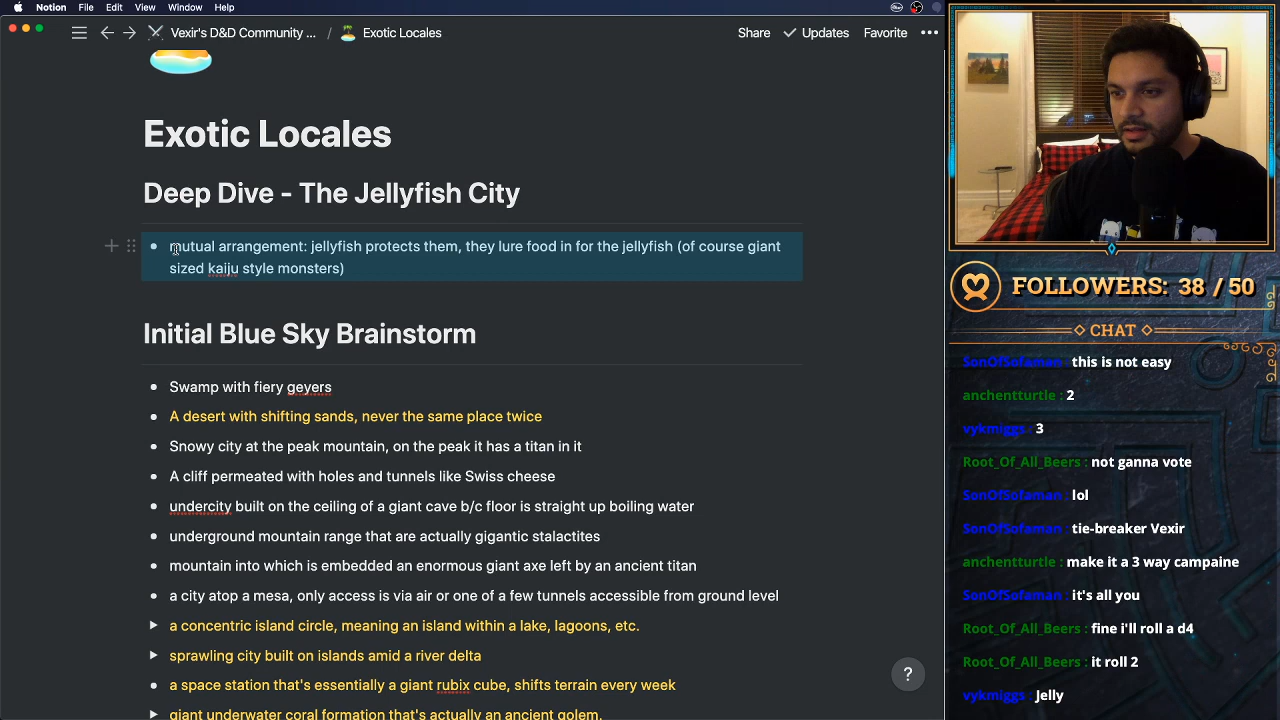 Notion File Edit View Window Help
Vexir's D&D Community ... / Exotic Locales
Share Updates Favorite
Exotic Locales
Deep Dive - The Jellyfish City
mutual arrangement: jellyfish protects them, they lure food in for the jellyfish (of course giant
sized kaiju style monsters)
Initial Blue Sky Brainstorm
Swamp with fiery geyers
A desert with shifting sands, never the same place twice
Snowy city at the peak mountain, on the peak it has a titan in it
A cliff permeated with holes and tunnels like Swiss cheese
undercity built on the ceiling of a giant cave b/c floor is straight up boiling water
underground mountain range that are actually gigantic stalactites
mountain into which is embedded an enormous giant axe left by an ancient titan
a city atop a mesa, only access is via air or one of a few tunnels accessible from ground level
a concentric island circle, meaning an island within a lake, lagoons, etc.
sprawling city built on islands amid a river delta
a space station that's essentially a giant rubix cube, shifts terrain every week
giant underwater coral formation that's actually an ancient golem.
?
FOLLOWERS: 38 / 50
CHAT
SonOfSofaman : this is not easy
anchentturtle : 2
vykmiggs : 3
Root_Of_All_Beers : not ganna vote
SonOfSofaman : lol
SonOfSofaman : tie-breaker Vexir
anchentturtle : make it a 3 way campaine
SonOfSofaman : it's all you
Root_Of_All_Beers : fine i'll roll a d4
Root_Of_All_Beers : it roll 2
vykmiggs : Jelly